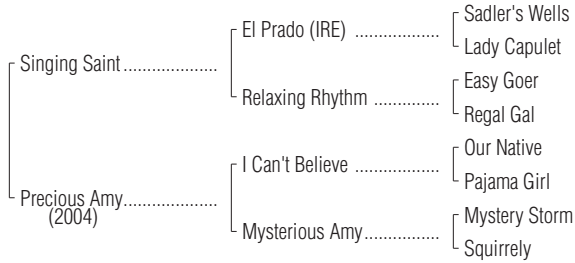 Sadler's Wells
El Prado (IRE) ..................
Lady Capulet
Singing Saint...................
Easy Goer
Relaxing Rhythm ..............
Regal Gal
Our Native
I Can't Believe ..................
Pajama Girl
Precious Amy...................
(2004)
Mystery Storm
Mysterious Amy................
Squirrely